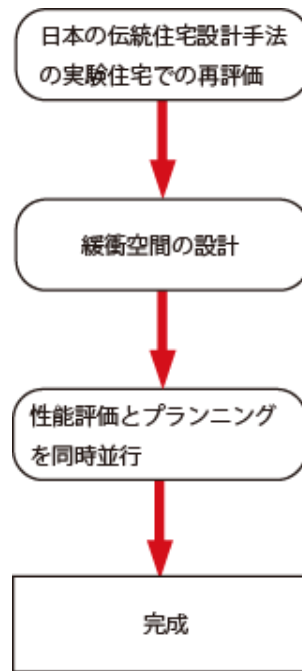 日本の伝統住宅設計手法
の実験住宅での再評価
緩衝空間の設計
性能評価とプランニング
を同時並行
完成